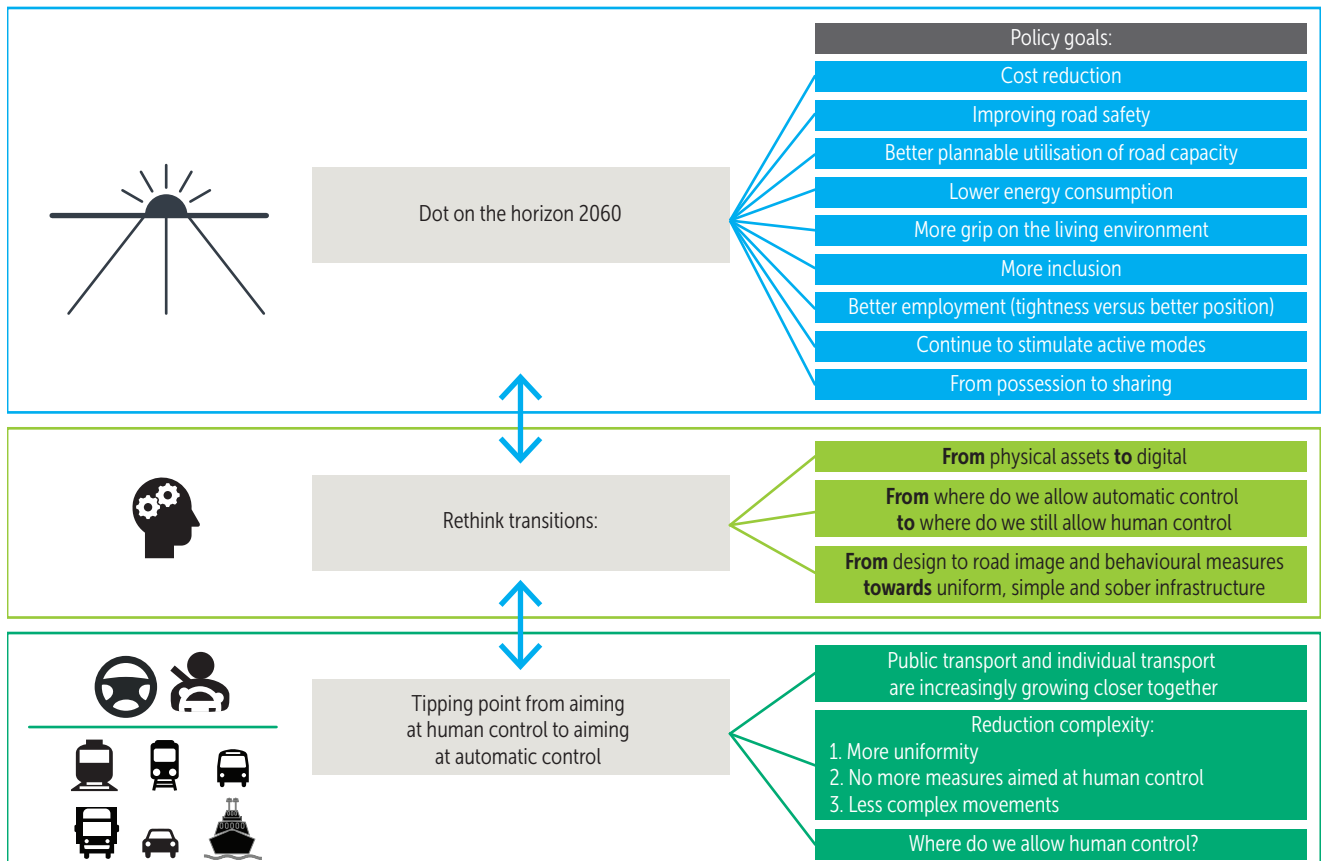 Policy goals:
Cost reduction
Improving road safety
Better plannable utilisation of road capacity
Lower energy consumption
More grip on the living environment
More inclusion
Better employment (tightness versus better position)
Continue to stimulate active modes
From possession to sharing
Dot on the horizon 2060
Rethink transitions:
From physical assets to digital
From where do we allow automatic control
to where do we still allow human control
From design to road image and behavioural measures
towards uniform, simple and sober infrastructure
Tipping point from aiming
at human control to aiming
at automatic control
Public transport and individual transport
are increasingly growing closer together
Reduction complexity:
1. More uniformity
2. No more measures aimed at human control
3. Less complex movements
Where do we allow human control?